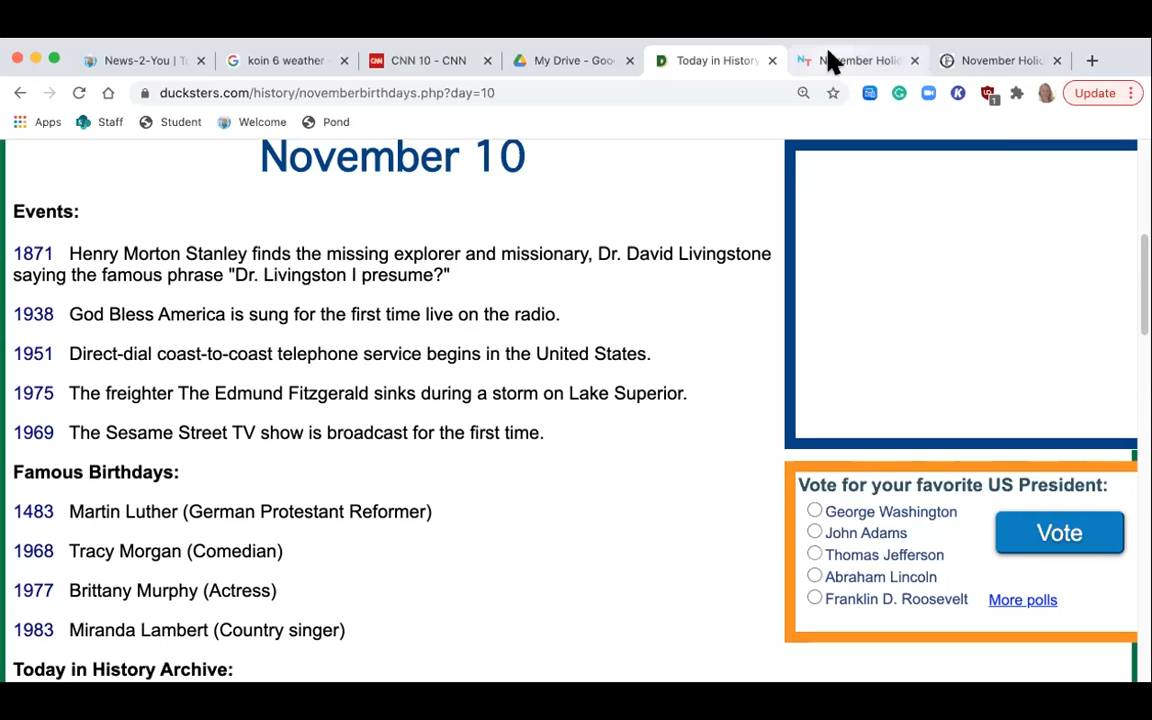 News-2-You | Tc
koin 6 weather
CNN 10 - CNN
My Drive - Goo
Today in History
November Holi
November Holi
ducksters.com/history/novemberbirthdays.php?day=10
Update
Apps Staff Student Welcome Pond
November 10
Events:
1871 Henry Morton Stanley finds the missing explorer and missionary, Dr. David Livingstone
saying the famous phrase "Dr. Livingston I presume?"
1938 God Bless America is sung for the first time live on the radio.
1951 Direct-dial coast-to-coast telephone service begins in the United States.
1975 The freighter The Edmund Fitzgerald sinks during a storm on Lake Superior.
1969 The Sesame Street TV show is broadcast for the first time.
Famous Birthdays:
1483 Martin Luther (German Protestant Reformer)
1968 Tracy Morgan (Comedian)
1977 Brittany Murphy (Actress)
1983 Miranda Lambert (Country singer)
Today in History Archive:
Vote for your favorite US President:
George Washington
John Adams
Thomas Jefferson
Abraham Lincoln
Franklin D. Roosevelt
Vote
More polls